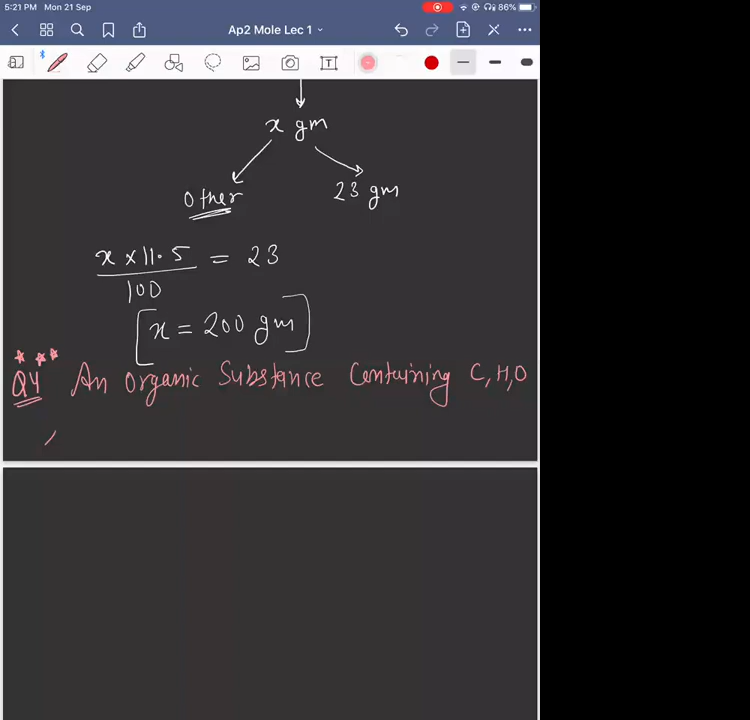 5:21 PM Mon 21 Sep 86%
Ap2 Mole Lec 1
T
x gm
Other 23 gm
x × 11.5 = 23
100
[x = 200 gm]
Q4 An Organic Substance Containing C, H, O